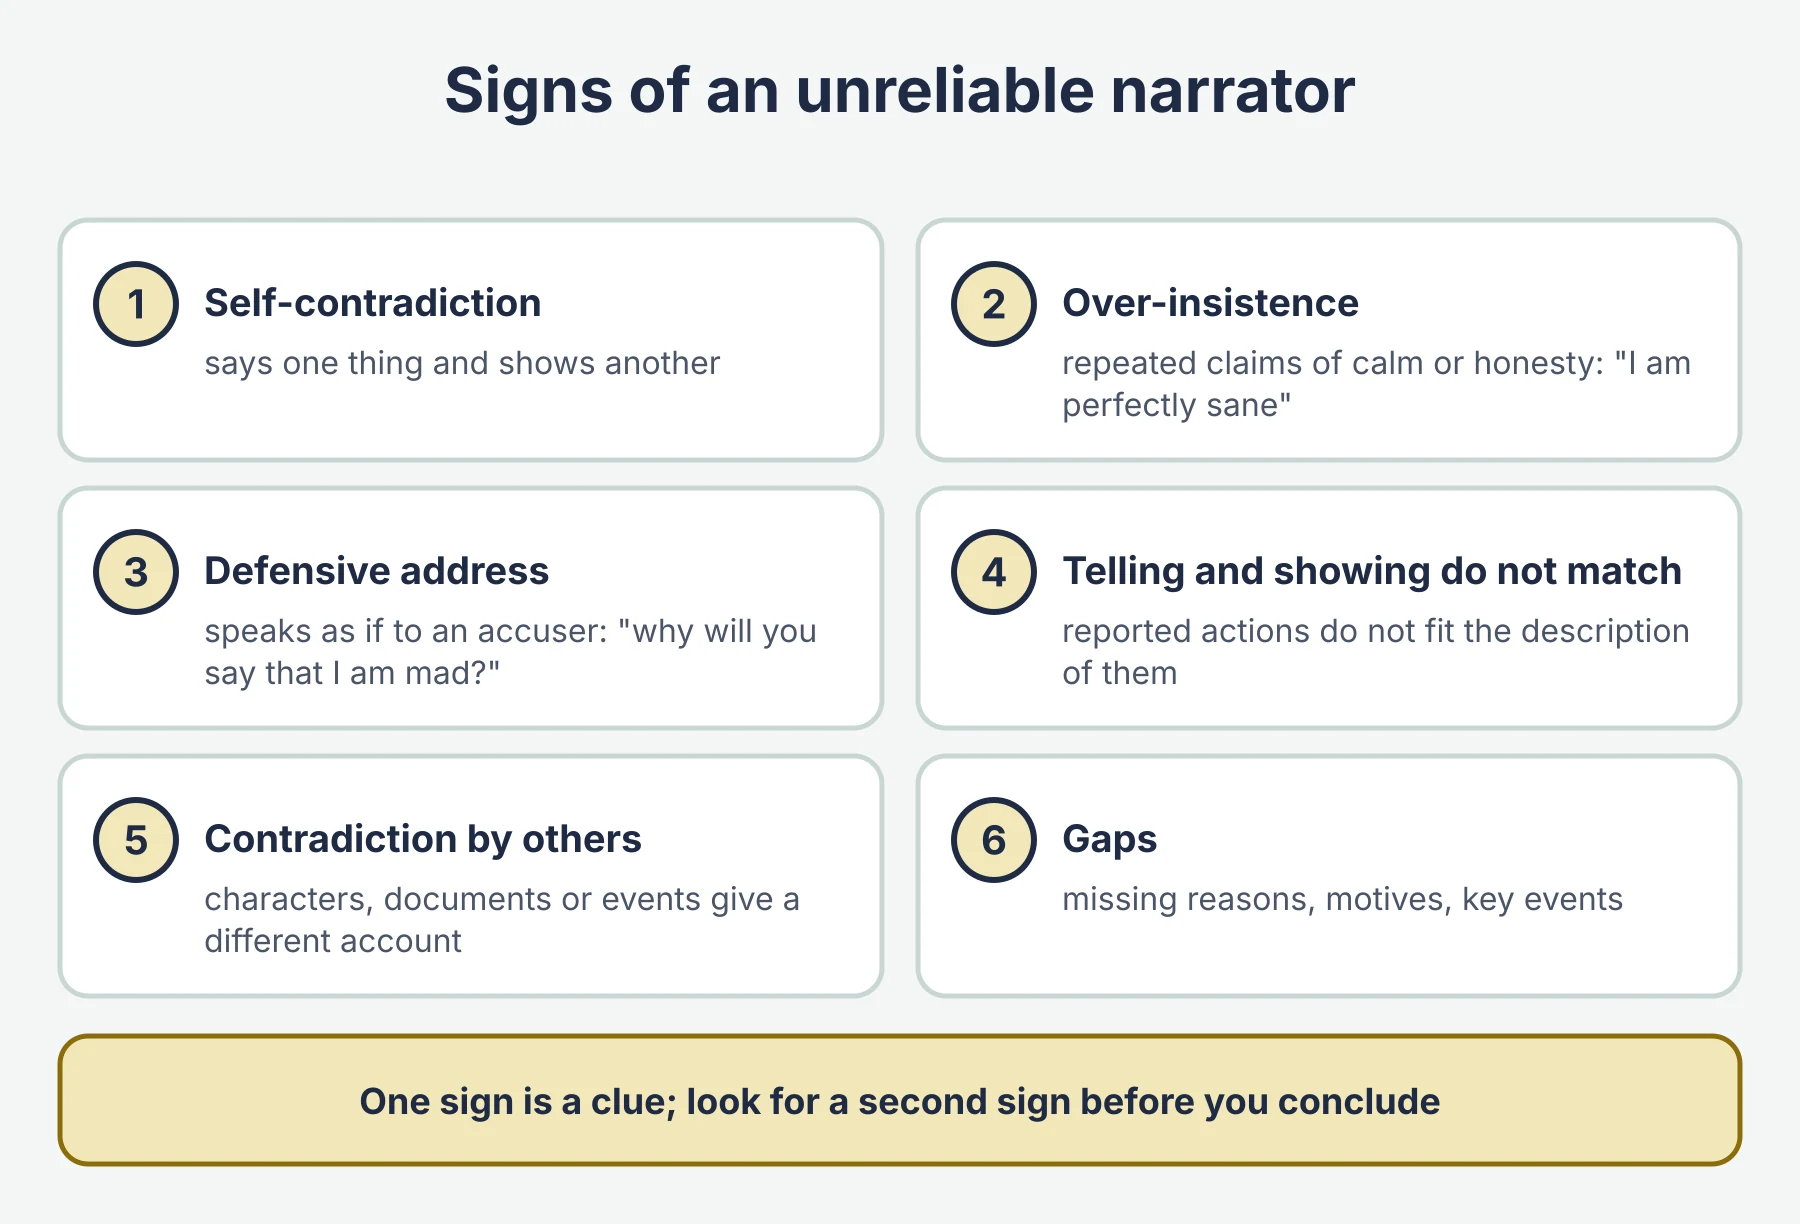 Signs of an unreliable narrator
1
Self-contradiction
says one thing and shows another
2
Over-insistence
repeated claims of calm or honesty: "I am
perfectly sane"
3
Defensive address
speaks as if to an accuser: "why will you
say that I am mad?"
4
Telling and showing do not match
reported actions do not fit the description
of them
5
Contradiction by others
characters, documents or events give a
different account
6
Gaps
missing reasons, motives, key events
One sign is a clue; look for a second sign before you conclude